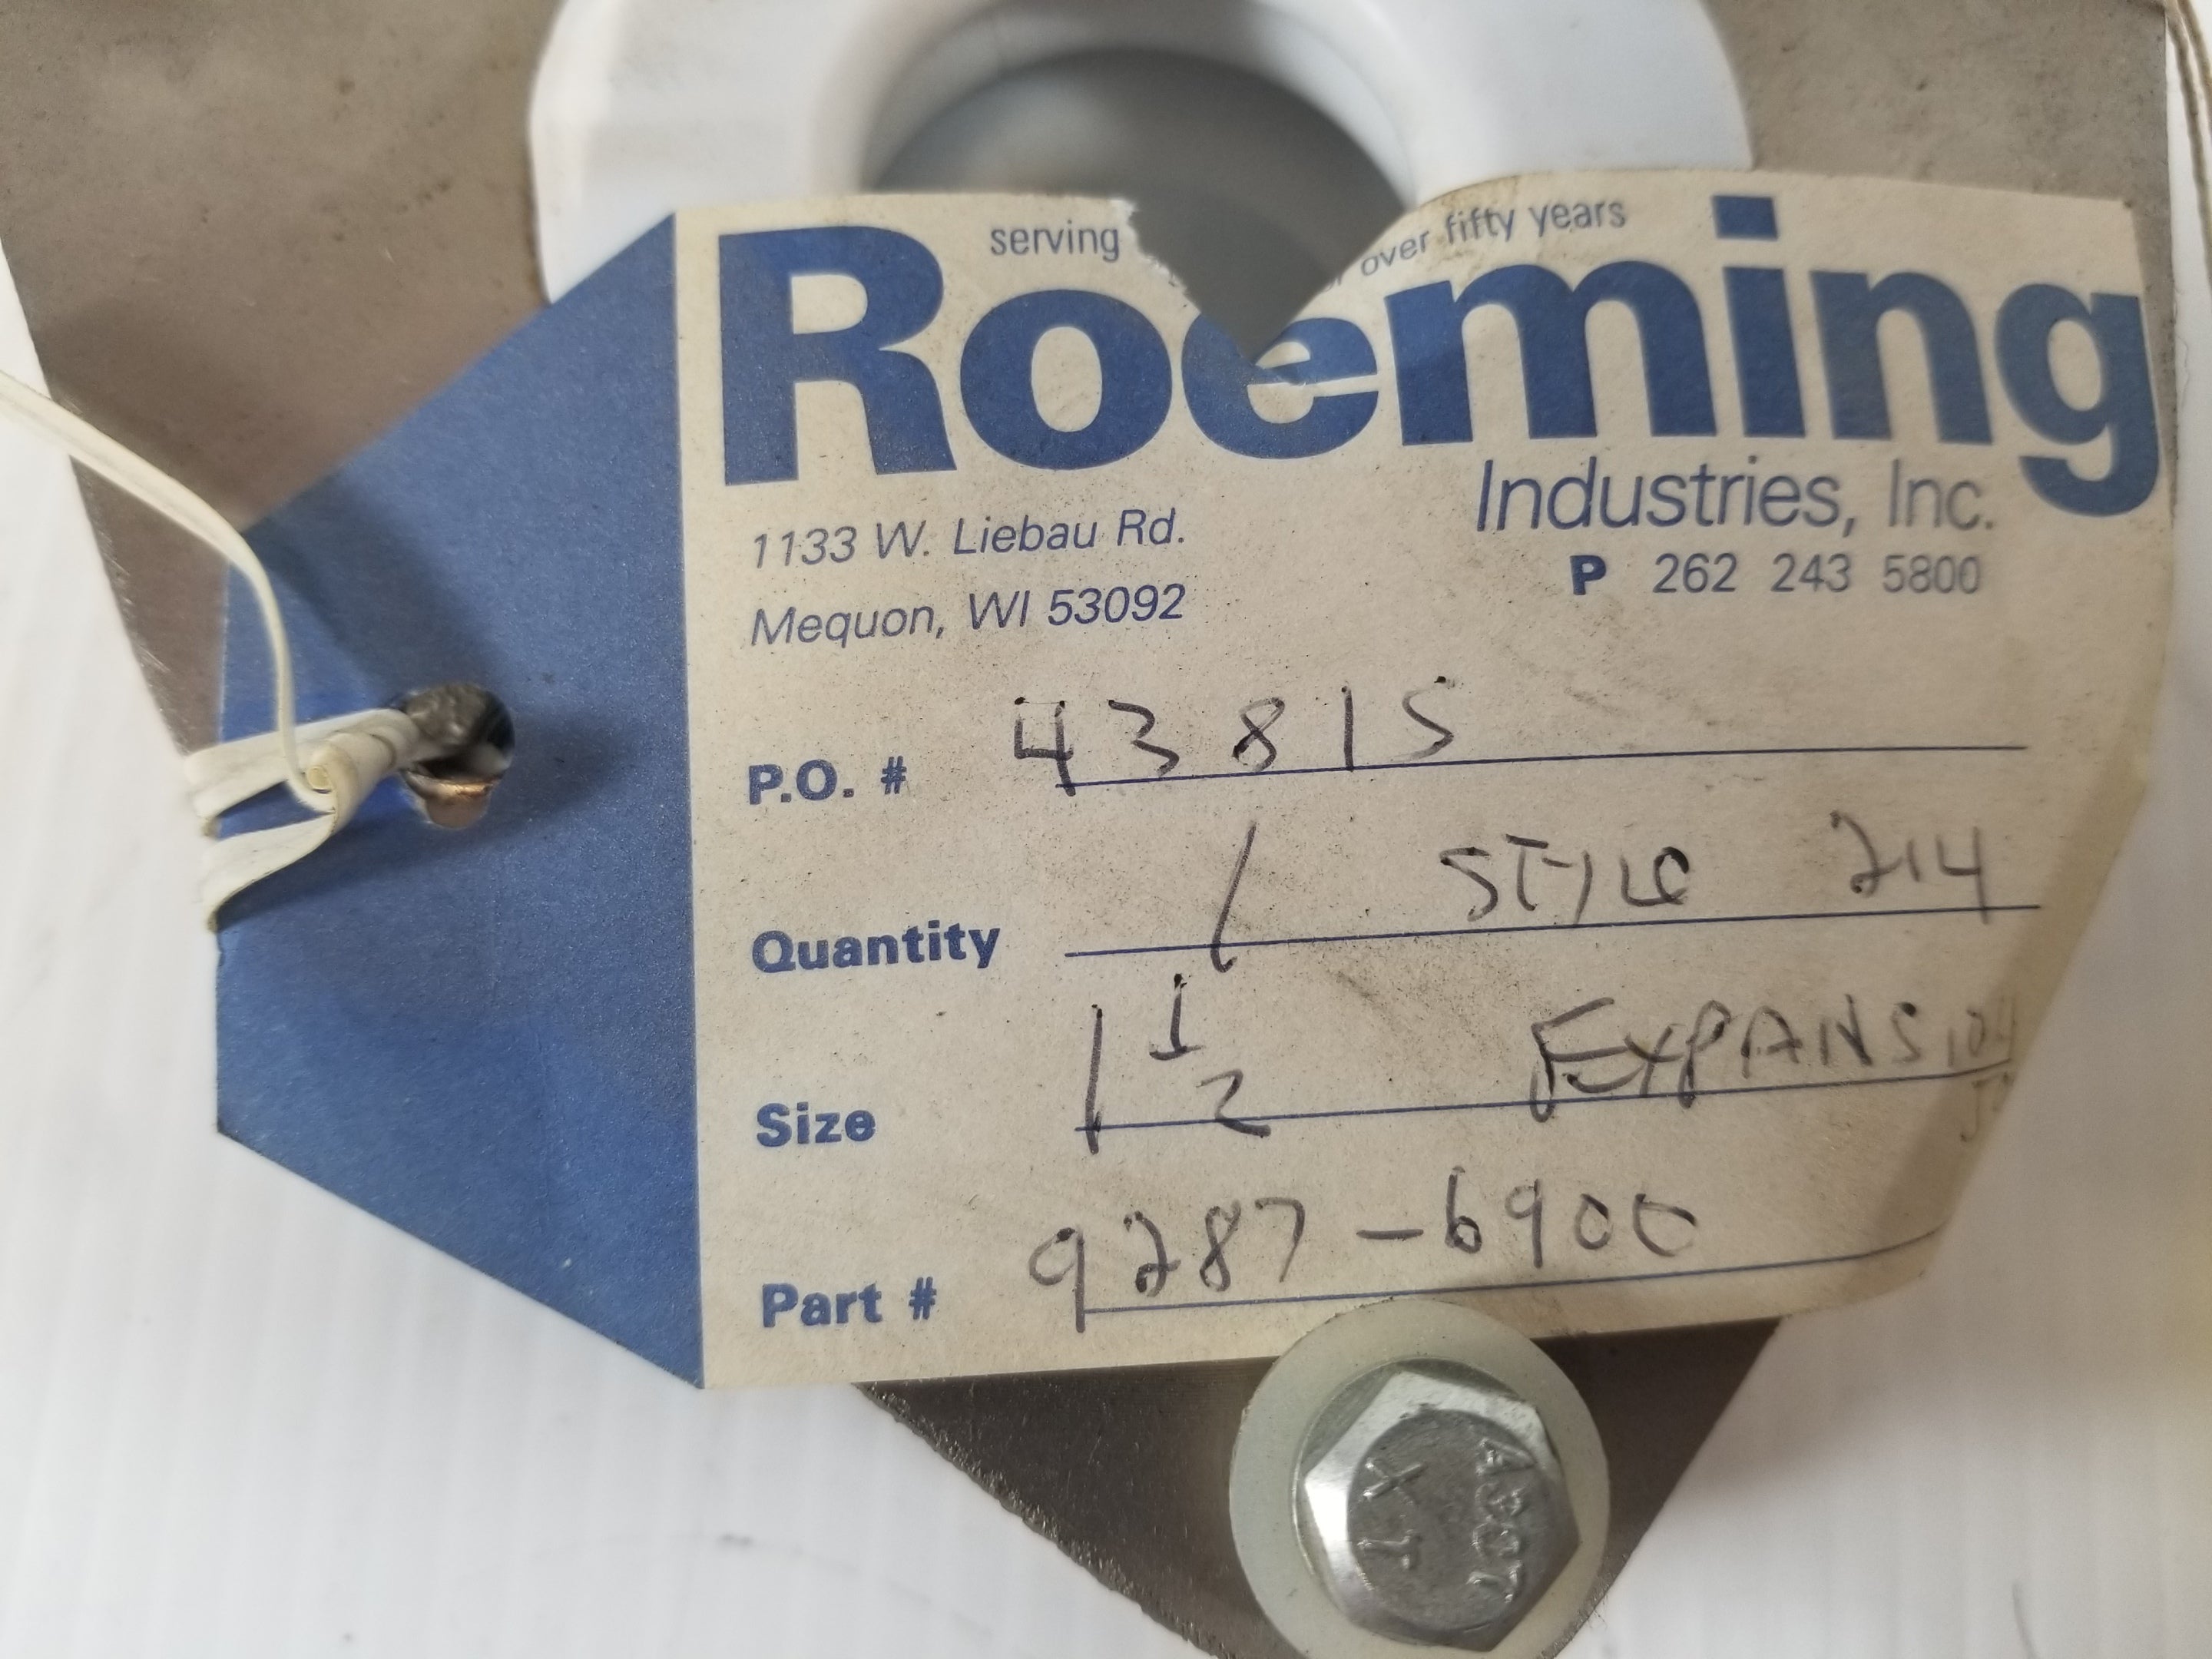 serving over fifty years
Roeming
Industries, Inc.
1133 W. Liebau Rd.
Mequon, WI 53092
P 262 243 5800
P.O. # 43815
Quantity 1 STYLE 214
Size 1 1/2 EXPANSION
Part # 9287-6900